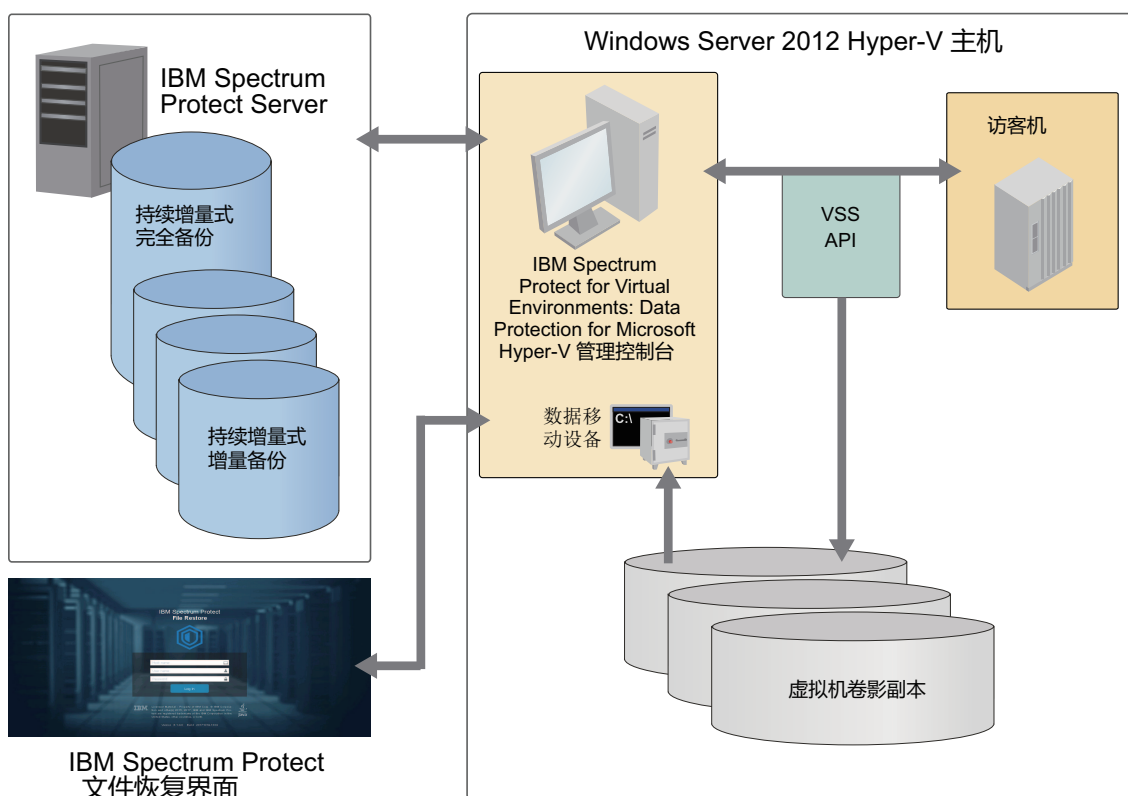 IBM Spectrum
Protect Server
持续增量式
完全备份
持续增量式
增量备份
IBM Spectrum Protect
File Restore
Log In
IBM
IBM Spectrum Protect
文件恢复界面
Windows Server 2012 Hyper-V 主机
IBM Spectrum
Protect for Virtual
Environments: Data
Protection for Microsoft
Hyper-V 管理控制台
数据移
动设备
C:\
VSS
API
访客机
虚拟机卷影副本